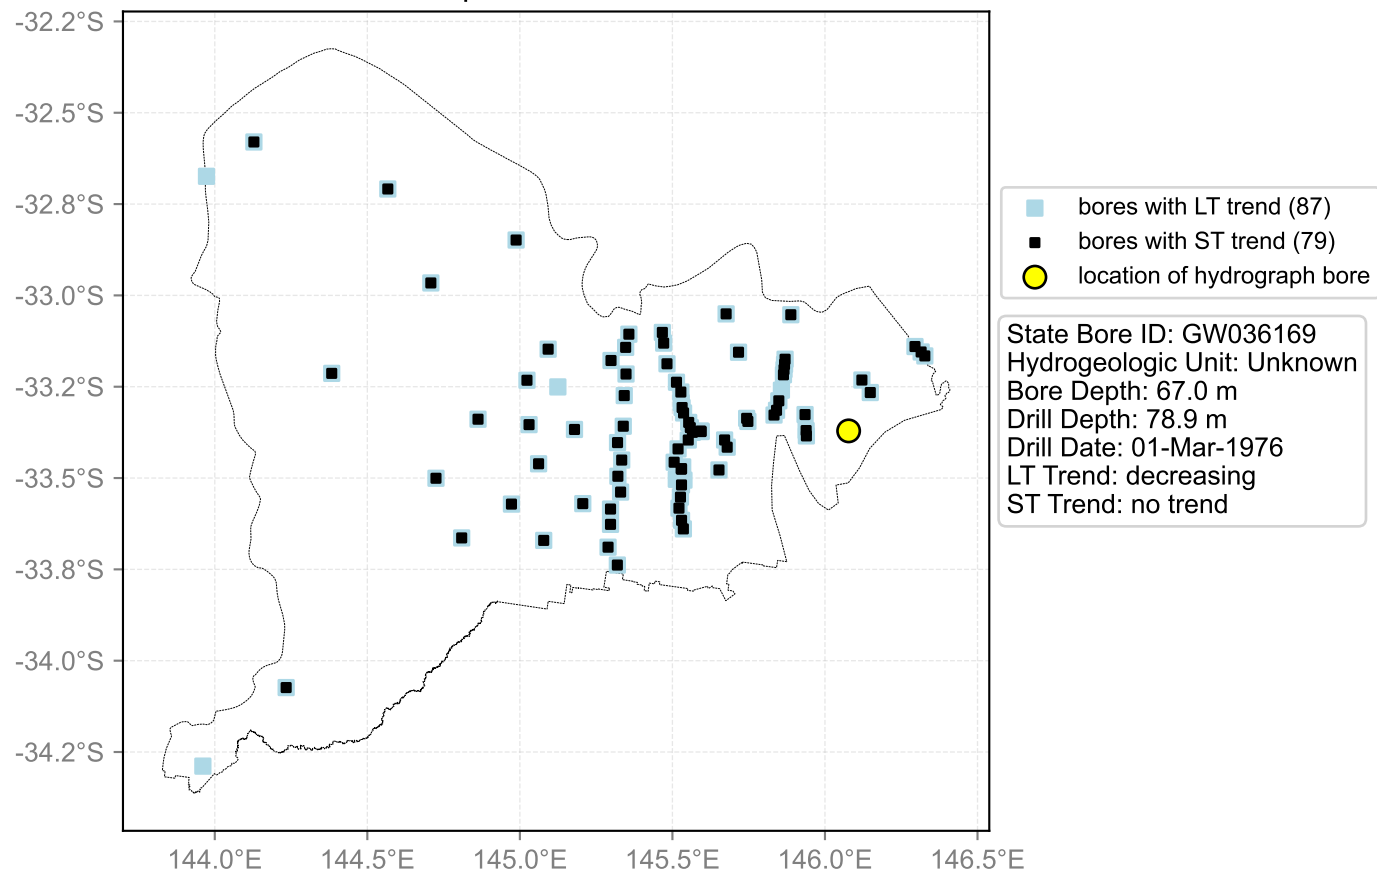 -32.2°S
-32.5°S
-32.8°S
-33.0°S
-33.2°S
-33.5°S
-33.8°S
-34.0°S
-34.2°S
144.0°E
144.5°E
145.0°E
145.5°E
146.0°E
146.5°E
bores with LT trend (87)
bores with ST trend (79)
location of hydrograph bore
State Bore ID: GW036169
Hydrogeologic Unit: Unknown
Bore Depth: 67.0 m
Drill Depth: 78.9 m
Drill Date: 01-Mar-1976
LT Trend: decreasing
ST Trend: no trend